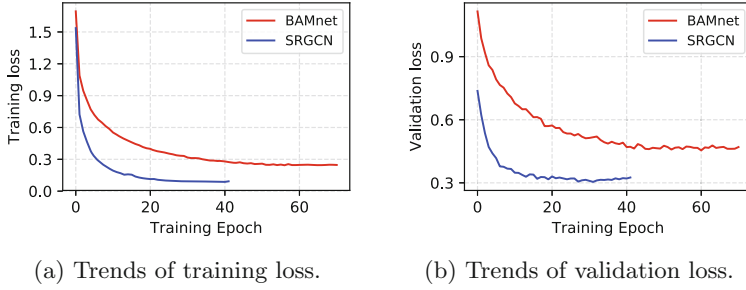 BAMnet
SRGCN
1.5
1.2
0.9
0.6
0.3
0.0
Training loss
0 20 40 60
Training Epoch
(a) Trends of training loss.
BAMnet
SRGCN
0.9
0.6
0.3
Validation loss
0 20 40 60
Training Epoch
(b) Trends of validation loss.